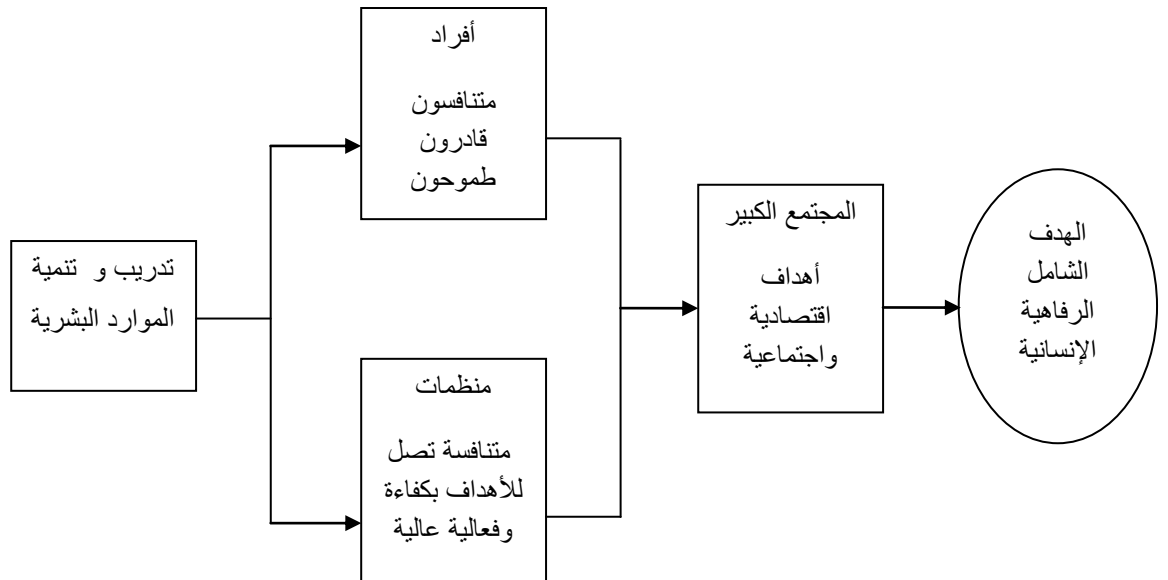 تدريب و تنمية
الموارد البشرية
أفراد
متنافسون
قادرون
طموحون
منظمات
متنافسة تصل
للأهداف بكفاءة
وفعالية عالية
المجتمع الكبير
أهداف
اقتصادية
واجتماعية
الهدف
الشامل
الرفاهية
الإنسانية